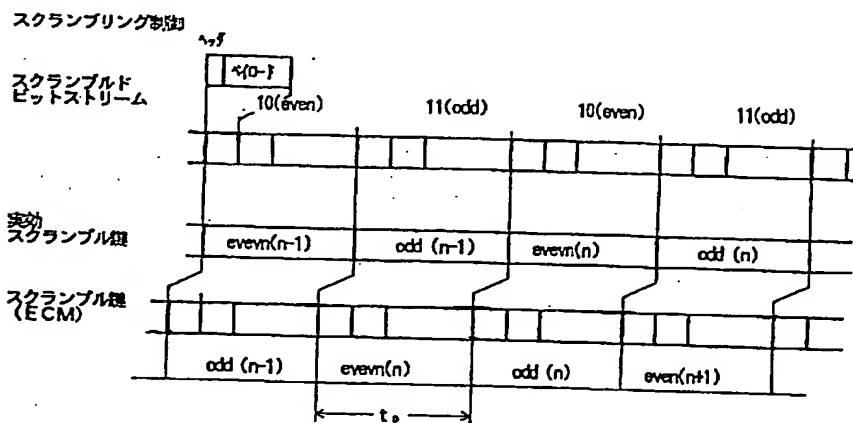 スクランブリング制御
ヘッダ
ペイロード
スクランブルド
ビットストリーム
10(even) 11(odd) 10(even) 11(odd)
実効
スクランブル鍵
evevn(n-1) odd (n-1) evevn(n) odd (n)
スクランブル鍵
(ECM)
odd (n-1) evevn(n) odd (n) even(n+1)